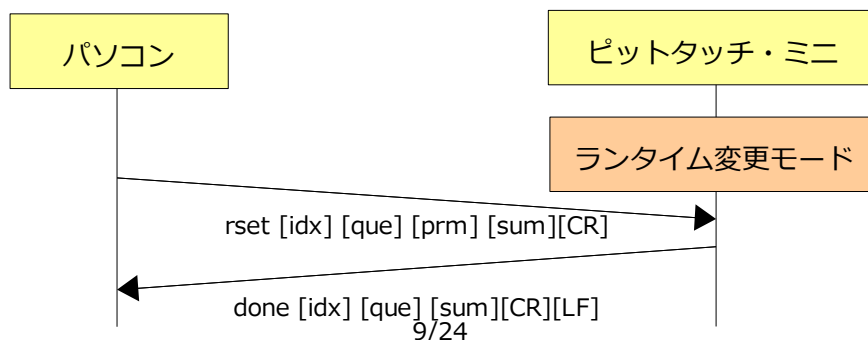 パソコン
ピットタッチ・ミニ
ランタイム変更モード
rset [idx] [que] [prm] [sum][CR]
done [idx] [que] [sum][CR][LF]
9/24